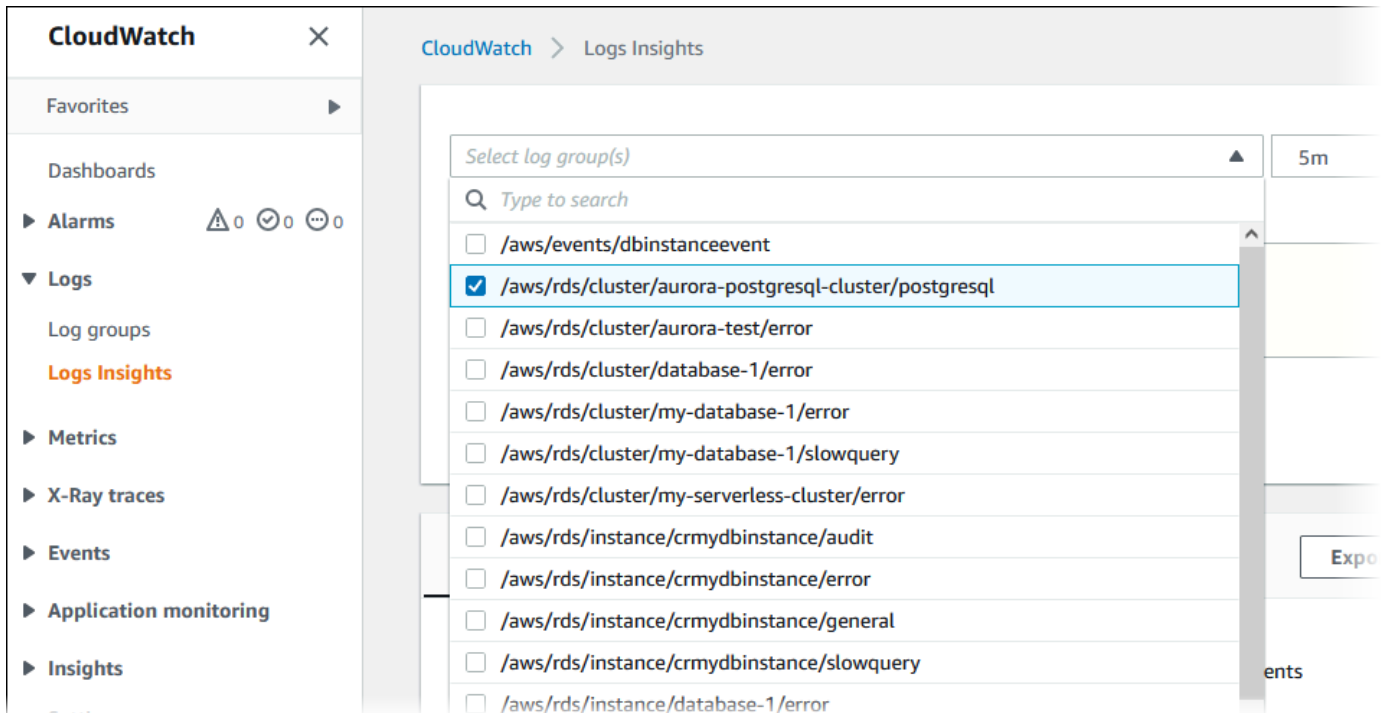 CloudWatch
Favorites
Dashboards
Alarms 0 0 0
Logs
Log groups
Logs Insights
Metrics
X-Ray traces
Events
Application monitoring
Insights
CloudWatch > Logs Insights
Select log group(s)
5m
Type to search
/aws/events/dbinstanceevent
/aws/rds/cluster/aurora-postgresql-cluster/postgresql
/aws/rds/cluster/aurora-test/error
/aws/rds/cluster/database-1/error
/aws/rds/cluster/my-database-1/error
/aws/rds/cluster/my-database-1/slowquery
/aws/rds/cluster/my-serverless-cluster/error
/aws/rds/instance/crmydbinstance/audit
/aws/rds/instance/crmydbinstance/error
/aws/rds/instance/crmydbinstance/general
/aws/rds/instance/crmydbinstance/slowquery
/aws/rds/instance/database-1/error
Expo
ents